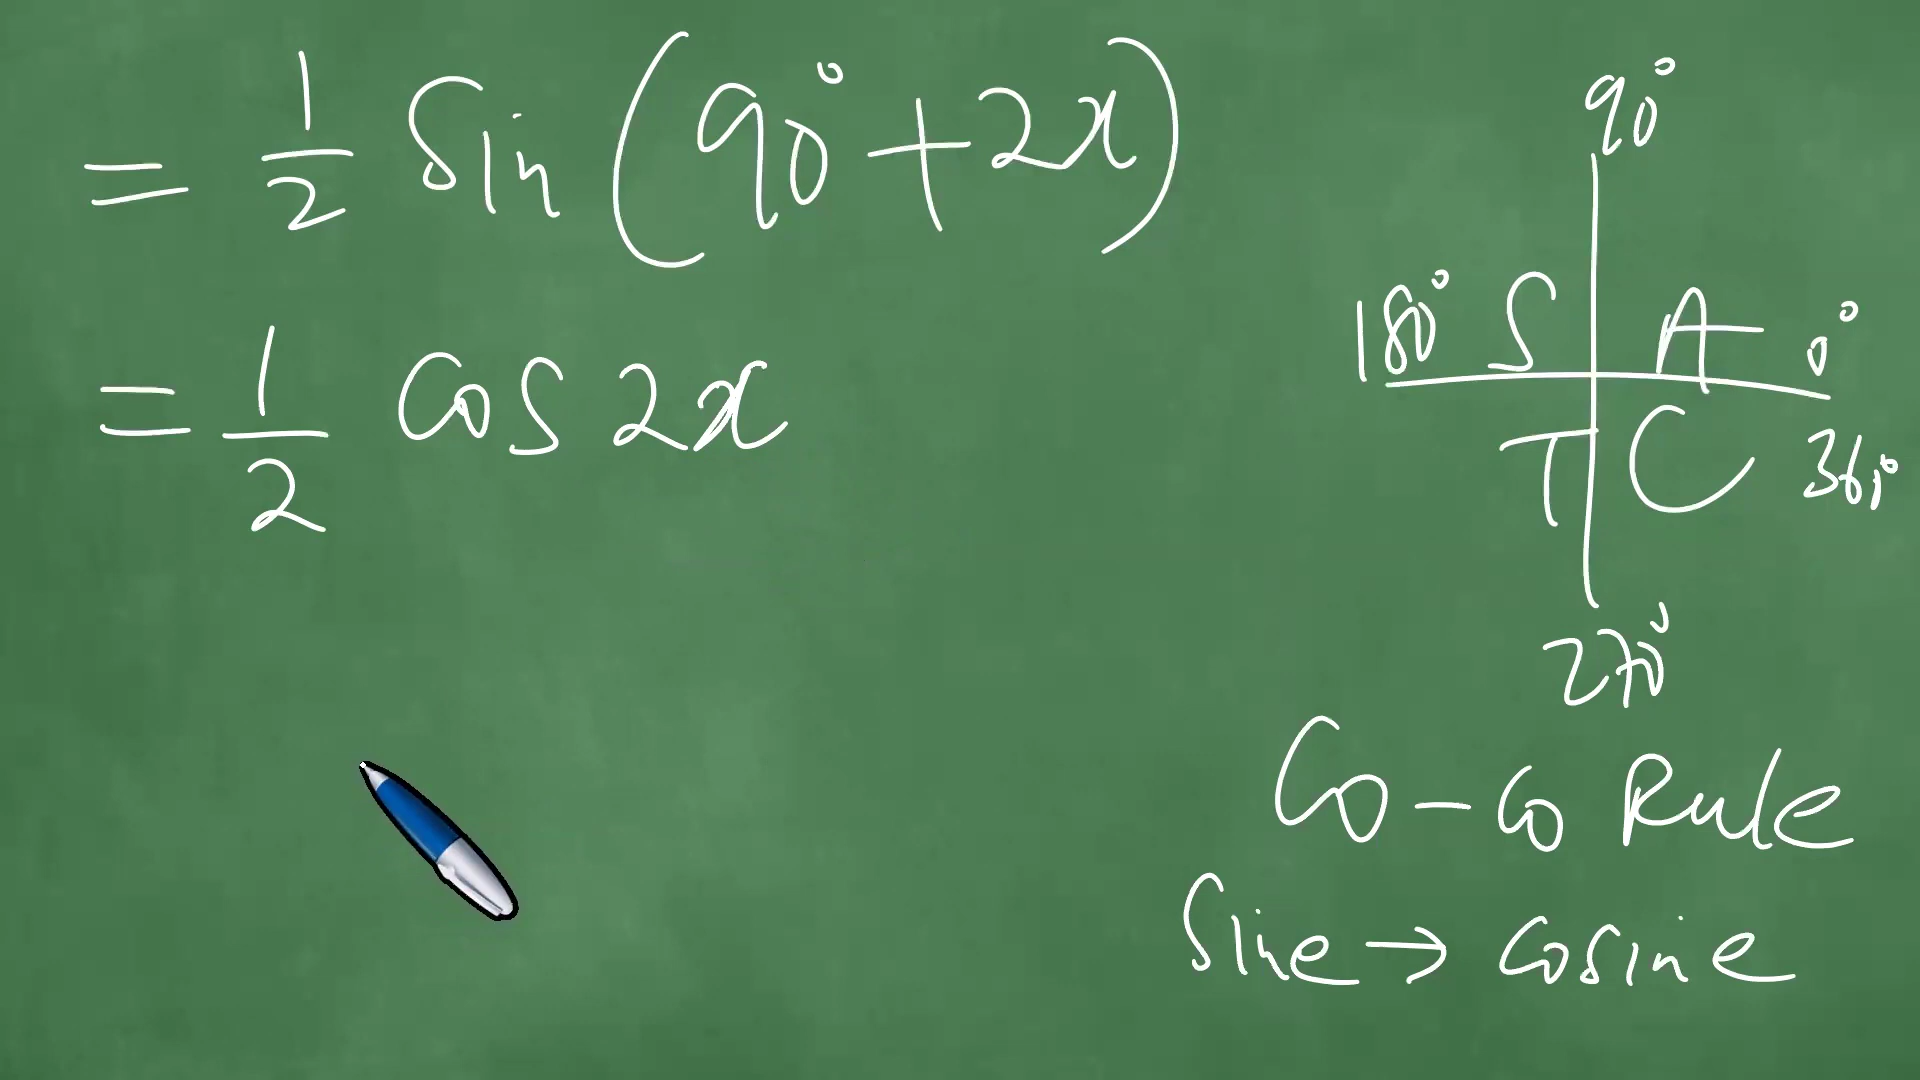 = 1/2 Sin (90° + 2x)
= 1/2 Cos 2x
90°
180° S A 0°
T C 360°
270°
Co - Co Rule
Sine → Cosine